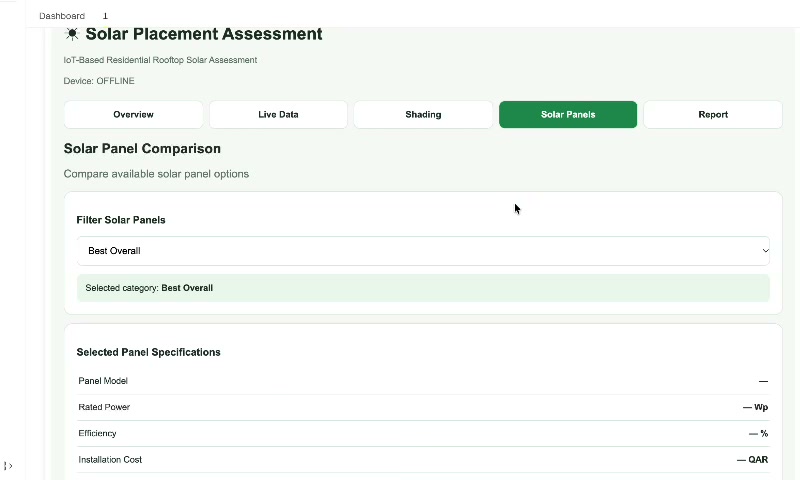 Dashboard 1
☀ Solar Placement Assessment
IoT-Based Residential Rooftop Solar Assessment
Device: OFFLINE
Overview Live Data Shading Solar Panels Report
Solar Panel Comparison
Compare available solar panel options
Filter Solar Panels
Best Overall
Selected category: Best Overall
Selected Panel Specifications
Panel Model —
Rated Power — Wp
Efficiency — %
Installation Cost — QAR